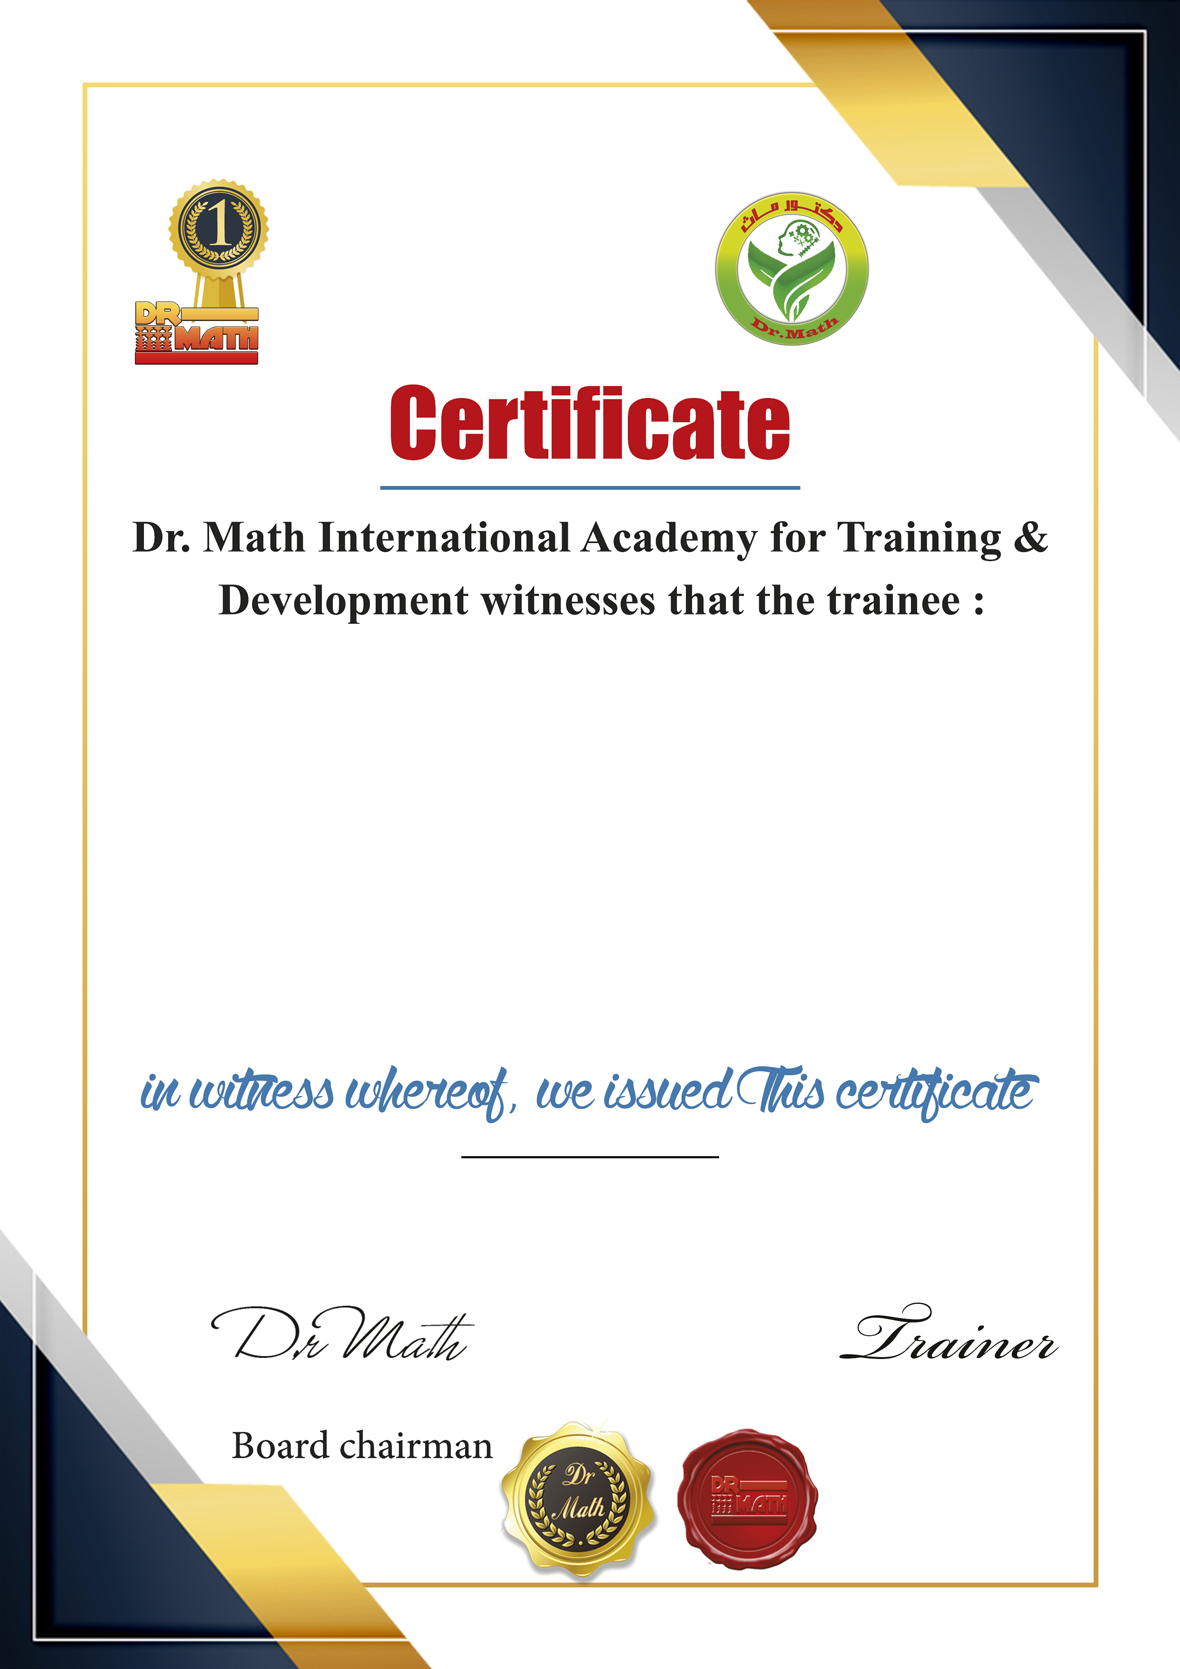 1
DR
MATH
دكتور ماث
Dr.Math
Certificate
Dr. Math International Academy for Training &
Development witnesses that the trainee :
in witness whereof, we issued This certificate
Dr Math
Trainer
Board chairman
Dr
Math
DR
MATH